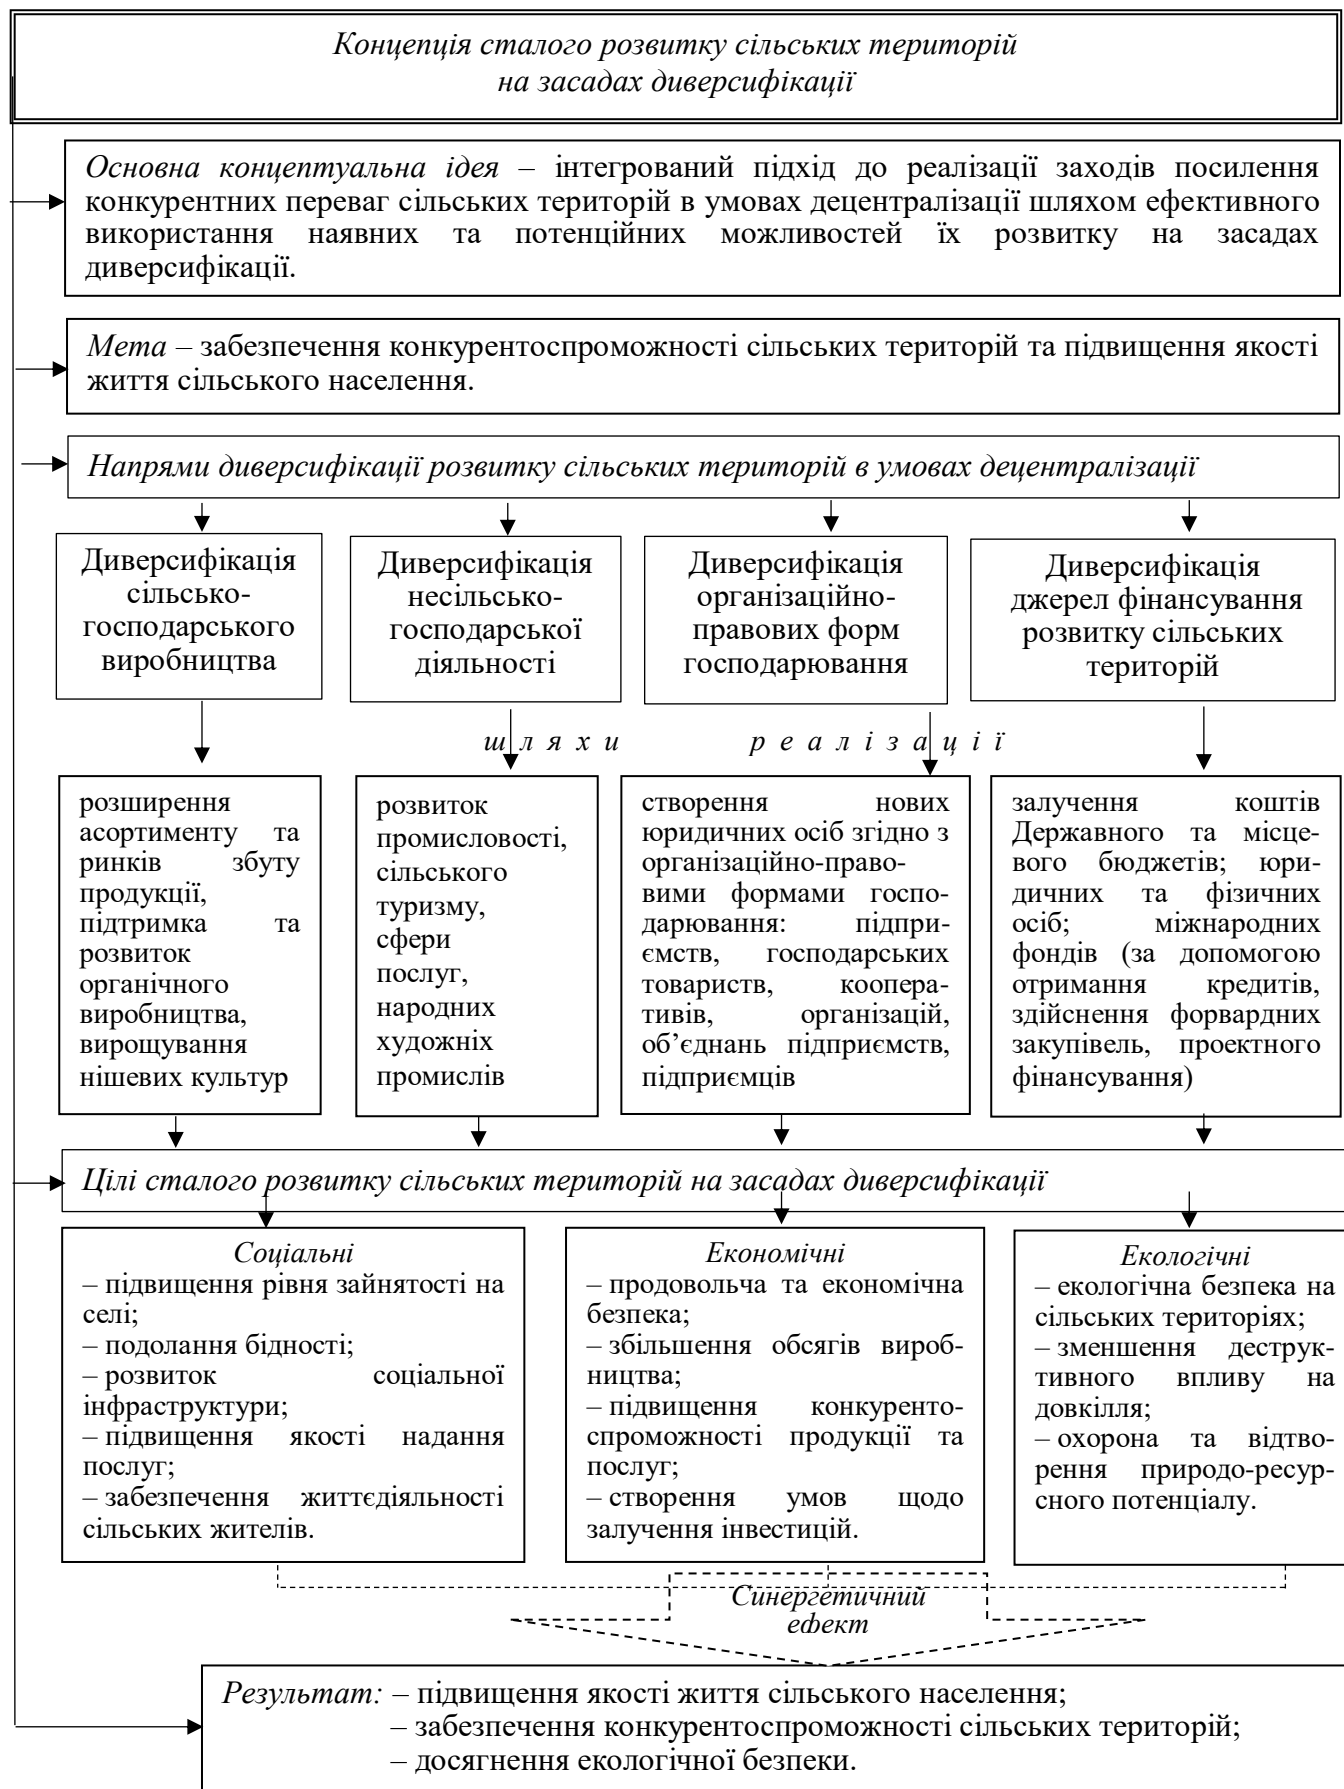 Концепція сталого розвитку сільських територій
на засадах диверсифікації
Основна концептуальна ідея – інтегрований підхід до реалізації заходів посилення
конкурентних переваг сільських територій в умовах децентралізації шляхом ефективного
використання наявних та потенційних можливостей їх розвитку на засадах
диверсифікації.
Мета – забезпечення конкурентоспроможності сільських територій та підвищення якості
життя сільського населення.
Напрями диверсифікації розвитку сільських територій в умовах децентралізації
Диверсифікація
сільсько-
господарського
виробництва
Диверсифікація
несільсько-
господарської
діяльності
Диверсифікація
організаційно-
правових форм
господарювання
Диверсифікація
джерел фінансування
розвитку сільських
територій
шляхи реалізації
розширення
асортименту та
ринків збуту
продукції,
підтримка та
розвиток
органічного
виробництва,
вирощування
нішевих культур
розвиток
промисловості,
сільського
туризму,
сфери
послуг,
народних
художніх
промислів
створення нових
юридичних осіб згідно з
організаційно-право-
вими формами госпо-
дарювання: підпри-
ємств, господарських
товариств, коопера-
тивів, організацій,
об’єднань підприємств,
підприємців
залучення коштів
Державного та місце-
вого бюджетів; юри-
дичних та фізичних
осіб; міжнародних
фондів (за допомогою
отримання кредитів,
здійснення форвардних
закупівель, проектного
фінансування)
Цілі сталого розвитку сільських територій на засадах диверсифікації
Соціальні
– підвищення рівня зайнятості на
селі;
– подолання бідності;
– розвиток соціальної
інфраструктури;
– підвищення якості надання
послуг;
– забезпечення життєдіяльності
сільських жителів.
Економічні
– продовольча та економічна
безпека;
– збільшення обсягів вироб-
ництва;
– підвищення конкуренто-
спроможності продукції та
послуг;
– створення умов щодо
залучення інвестицій.
Екологічні
– екологічна безпека на
сільських територіях;
– зменшення деструк-
тивного впливу на
довкілля;
– охорона та відтво-
рення природо-ресур-
сного потенціалу.
Синергетичний
ефект
Результат: – підвищення якості життя сільського населення;
– забезпечення конкурентоспроможності сільських територій;
– досягнення екологічної безпеки.